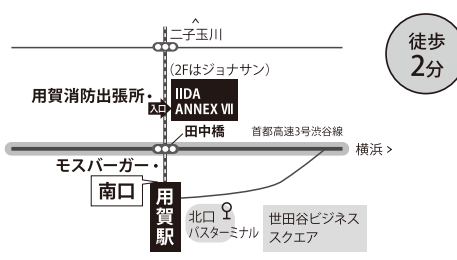 二子玉川
徒歩
2分
(2Fはジョナサン)
用賀消防出張所
IIDA
ANNEX Ⅶ
入口
田中橋
首都高速3号渋谷線
横浜
モスバーガー
南口
用賀駅
北口
バスターミナル
世田谷ビジネス
スクエア